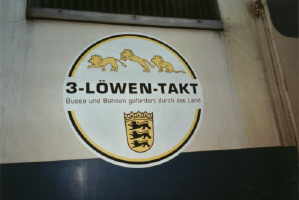 3-LÖWEN-TAKT
Busse und Bahnen gefördert durch das Land